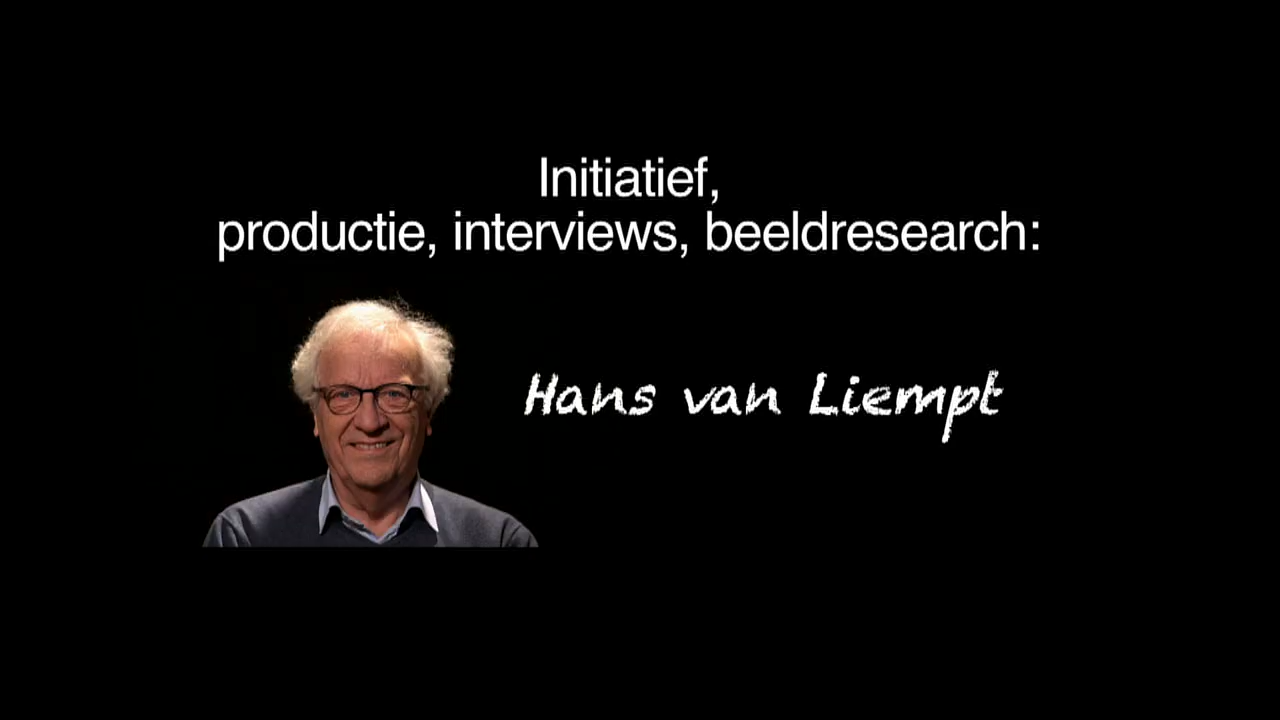 Initiatief,
productie, interviews, beeldresearch:
Hans van Liempt